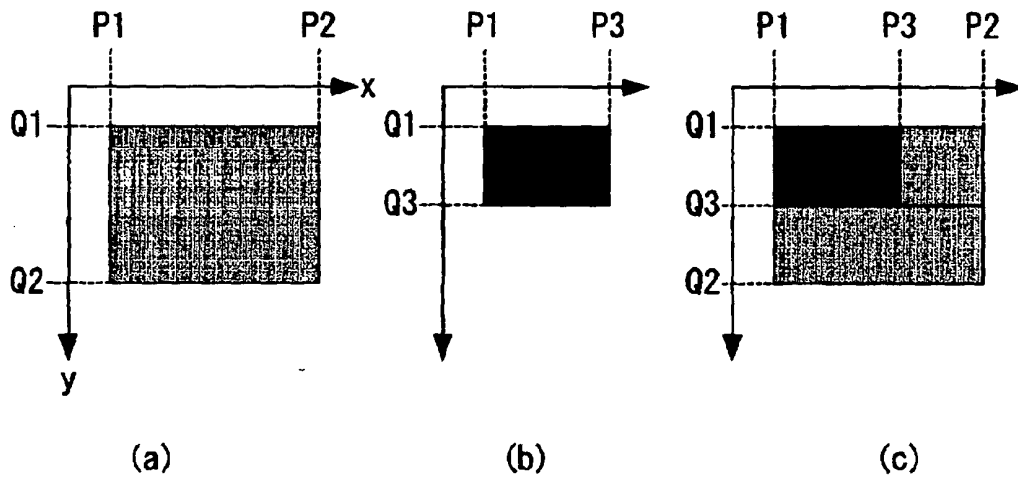 P1 P2 P1 P3 P1 P3 P2
x
Q1 Q1 Q1
Q3 Q3
Q2 Q2
y
(a) (b) (c)